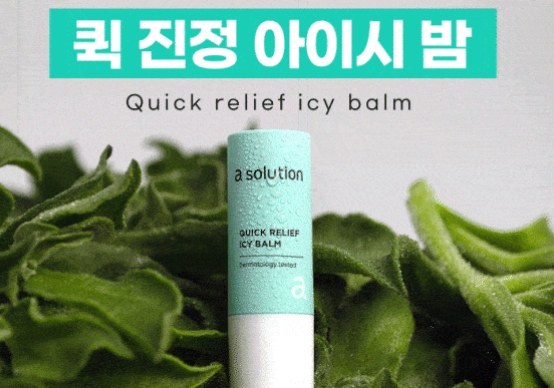 퀵 진정 아이시 밤
Quick relief icy balm
a solution
QUICK RELIEF
ICY BALM
Dermatology tested
a